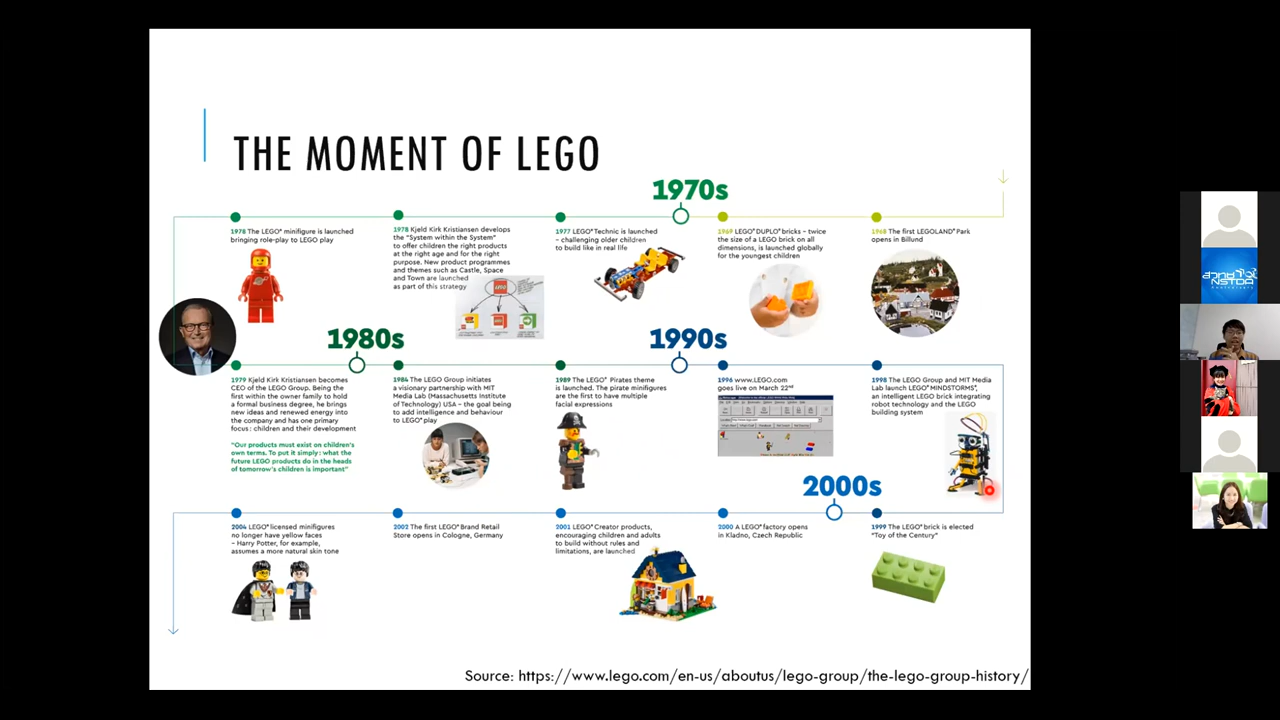 THE MOMENT OF LEGO
1970s
1978 The LEGO® minifigure is launched
bringing role-play to LEGO play
1978 Kjeld Kirk Kristiansen develops
the "System within the System"
to offer children the right products
at the right age and for the right
purpose. New product programmes
and themes such as Castle, Space
and Town are launched
as part of this strategy
1977 LEGO® Technic is launched
– challenging older children
to build like in real life
1969 LEGO® DUPLO® bricks – twice
the size of a LEGO brick on all
dimensions, is launched globally
for the youngest children
1968 The first LEGOLAND® Park
opens in Billund
1980s
1990s
1979 Kjeld Kirk Kristiansen becomes
CEO of the LEGO Group. Being the
first within the owner family to hold
a formal business degree, he brings
new ideas and renewed energy into
the company and has one primary
focus: children and their development
"Our products must exist on children's
own terms. To put it simply: what the
future LEGO products do in the heads
of tomorrow's children is important"
1984 The LEGO Group initiates
a visionary partnership with MIT
Media Lab (Massachusetts Institute
of Technology) USA – the goal being
to add intelligence and behaviour
to LEGO® play
1989 The LEGO® Pirates theme
is launched. The pirate minifigures
are the first to have multiple
facial expressions
1996 www.LEGO.com
goes live on March 22nd
1998 The LEGO Group and MIT Media
Lab launch LEGO® MINDSTORMS®,
an intelligent LEGO brick integrating
robot technology and the LEGO
building system
2000s
2004 LEGO® licensed minifigures
no longer have yellow faces
– Harry Potter, for example,
assumes a more natural skin tone
2002 The first LEGO® Brand Retail
Store opens in Cologne, Germany
2001 LEGO® Creator products,
encouraging children and adults
to build without rules and
limitations, are launched
2000 A LEGO® factory opens
in Kladno, Czech Republic
1999 The LEGO® brick is elected
"Toy of the Century"
Source: https://www.lego.com/en-us/aboutus/lego-group/the-lego-group-history/
NSTDA